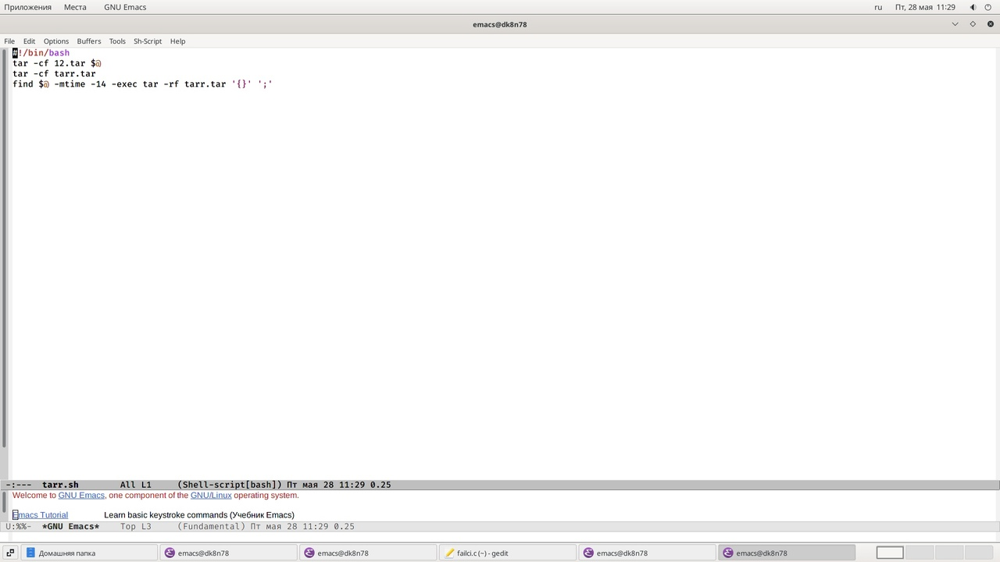 Приложения Места GNU Emacs ru Пт, 28 мая 11:29
emacs@dk8n78
File Edit Options Buffers Tools Sh-Script Help
#!/bin/bash
tar -cf 12.tar $@
tar -cf tarr.tar
find $@ -mtime -14 -exec tar -rf tarr.tar '{}' ';'
-:--- tarr.sh All L1 (Shell-script[bash]) Пт мая 28 11:29 0.25
Welcome to GNU Emacs, one component of the GNU/Linux operating system.
Emacs Tutorial Learn basic keystroke commands (Учебник Emacs)
U:%%- *GNU Emacs* Top L3 (Fundamental) Пт мая 28 11:29 0.25
Домашняя папка emacs@dk8n78 emacs@dk8n78 failci.c (~) - gedit emacs@dk8n78 emacs@dk8n78